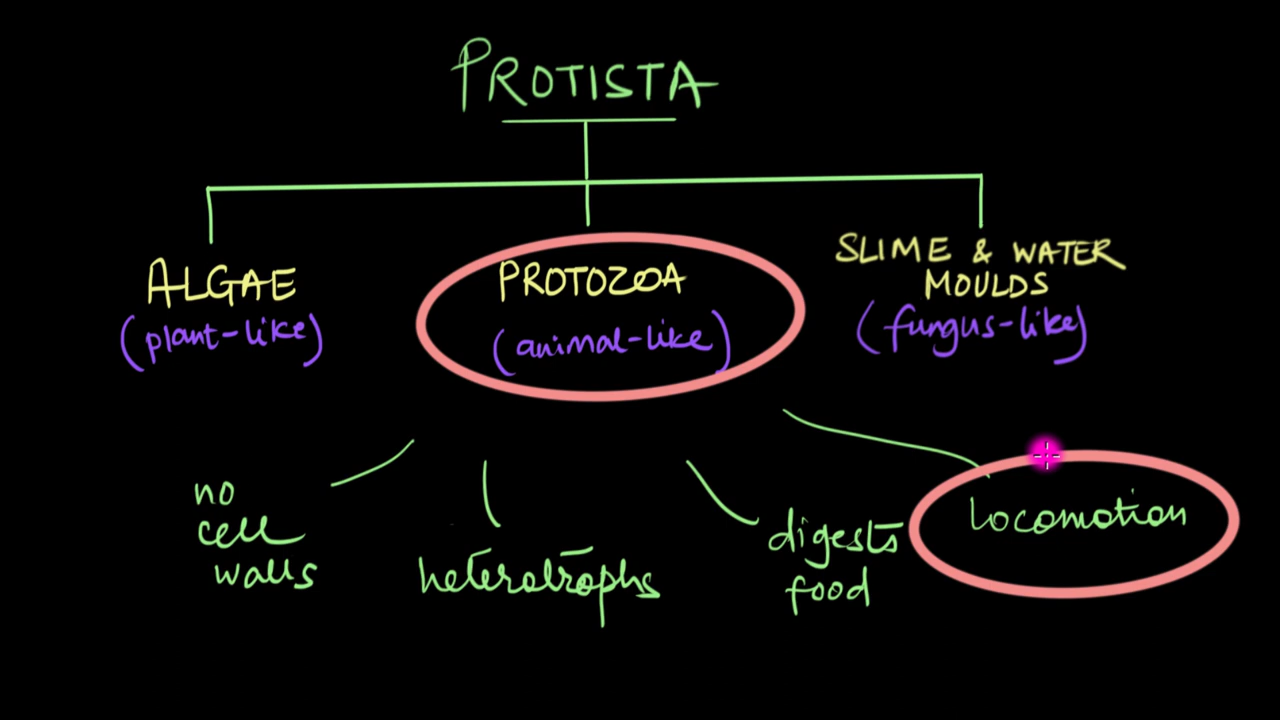 PROTISTA
ALGAE
(plant-like)
PROTOZOA
(animal-like)
SLIME & WATER
MOULDS
(fungus-like)
no
cell
walls
heterotrophs
digests
food
Locomotion